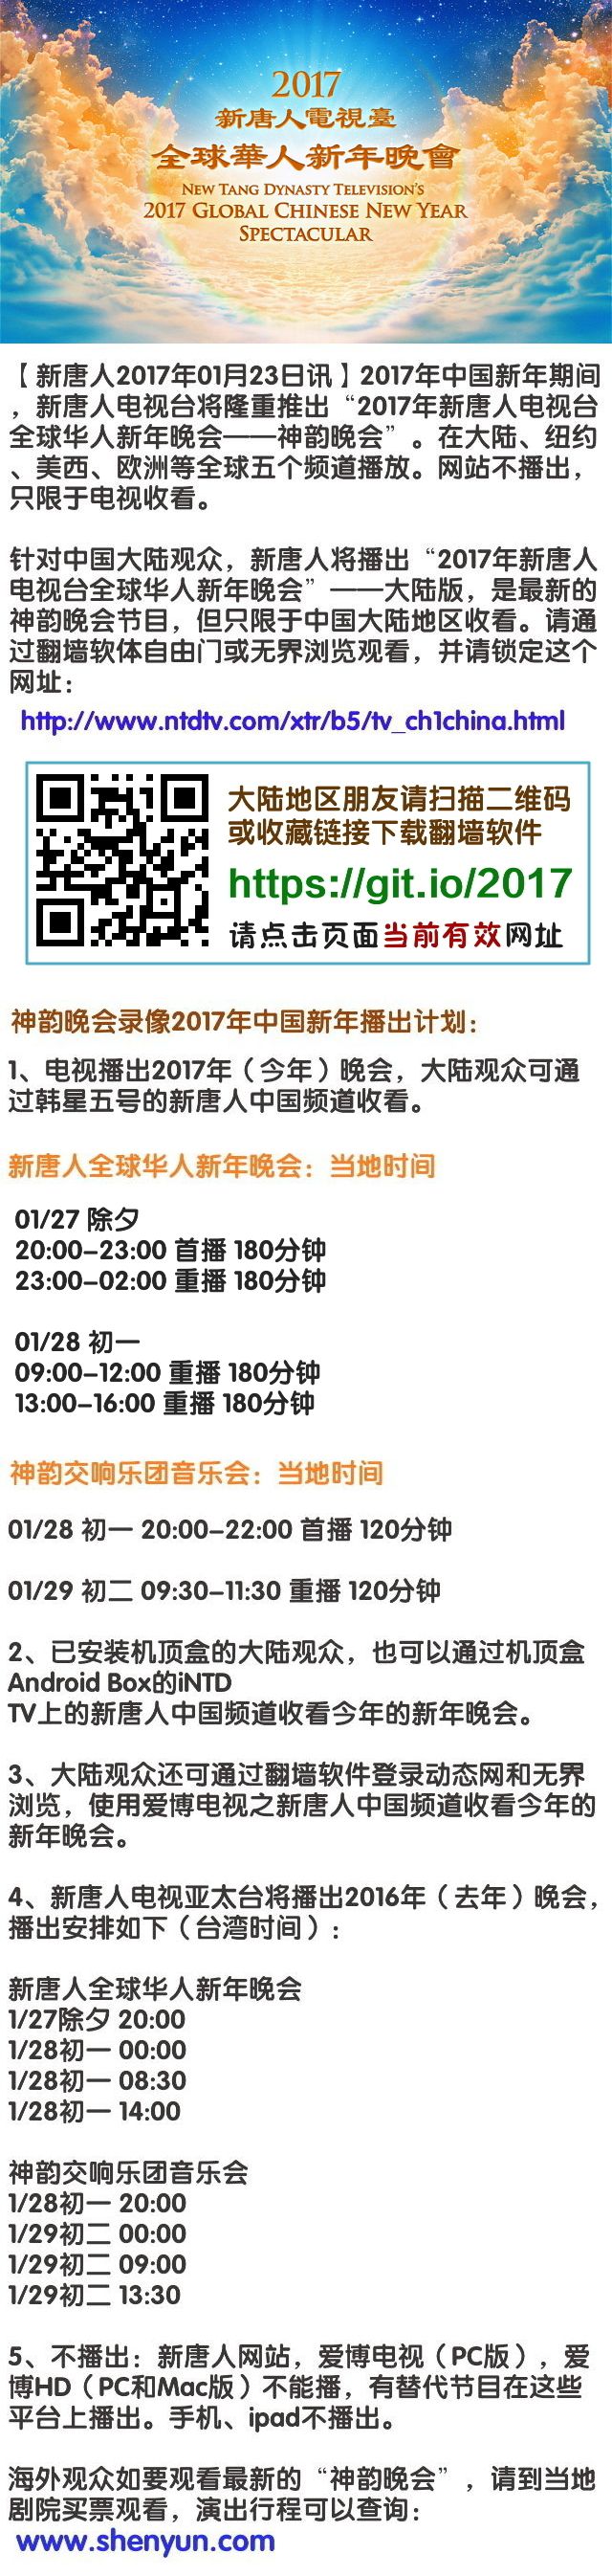 2017
新唐人電視臺
全球華人新年晚會
NEW TANG DYNASTY TELEVISION'S
2017 GLOBAL CHINESE NEW YEAR
SPECTACULAR
【新唐人2017年01月23日讯】2017年中国新年期间
，新唐人电视台将隆重推出“2017年新唐人电视台
全球华人新年晚会——神韵晚会”。在大陆、纽约
、美西、欧洲等全球五个频道播放。网站不播出，
只限于电视收看。
针对中国大陆观众，新唐人将播出“2017年新唐人
电视台全球华人新年晚会”——大陆版，是最新的
神韵晚会节目，但只限于中国大陆地区收看。请通
过翻墙软体自由门或无界浏览观看，并请锁定这个
网址：
http://www.ntdtv.com/xtr/b5/tv_ch1china.html
大陆地区朋友请扫描二维码
或收藏链接下载翻墙软件
https://git.io/2017
请点击页面当前有效网址
神韵晚会录像2017年中国新年播出计划：
1、电视播出2017年（今年）晚会，大陆观众可通
过韩星五号的新唐人中国频道收看。
新唐人全球华人新年晚会：当地时间
01/27 除夕
20:00-23:00 首播 180分钟
23:00-02:00 重播 180分钟
01/28 初一
09:00-12:00 重播 180分钟
13:00-16:00 重播 180分钟
神韵交响乐团音乐会：当地时间
01/28 初一 20:00-22:00 首播 120分钟
01/29 初二 09:30-11:30 重播 120分钟
2、已安装机顶盒的大陆观众，也可以通过机顶盒
Android Box的iNTD
TV上的新唐人中国频道收看今年的新年晚会。
3、大陆观众还可通过翻墙软件登录动态网和无界
浏览，使用爱博电视之新唐人中国频道收看今年的
新年晚会。
4、新唐人电视亚太台将播出2016年（去年）晚会，
播出安排如下（台湾时间）：
新唐人全球华人新年晚会
1/27除夕 20:00
1/28初一 00:00
1/28初一 08:30
1/28初一 14:00
神韵交响乐团音乐会
1/28初一 20:00
1/29初二 00:00
1/29初二 09:00
1/29初二 13:30
5、不播出：新唐人网站，爱博电视（PC版），爱
博HD（PC和Mac版）不能播，有替代节目在这些
平台上播出。手机、ipad不播出。
海外观众如要观看最新的“神韵晚会”，请到当地
剧院买票观看，演出行程可以查询：
www.shenyun.com